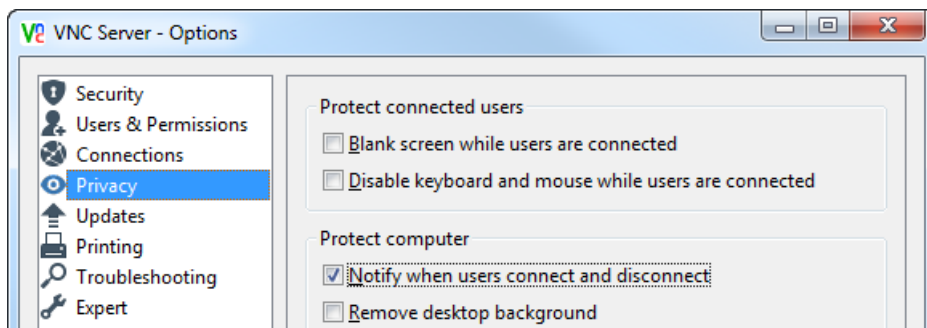 VNC Server - Options
Security
Users & Permissions
Connections
Privacy
Updates
Printing
Troubleshooting
Expert
Protect connected users
Blank screen while users are connected
Disable keyboard and mouse while users are connected
Protect computer
Notify when users connect and disconnect
Remove desktop background